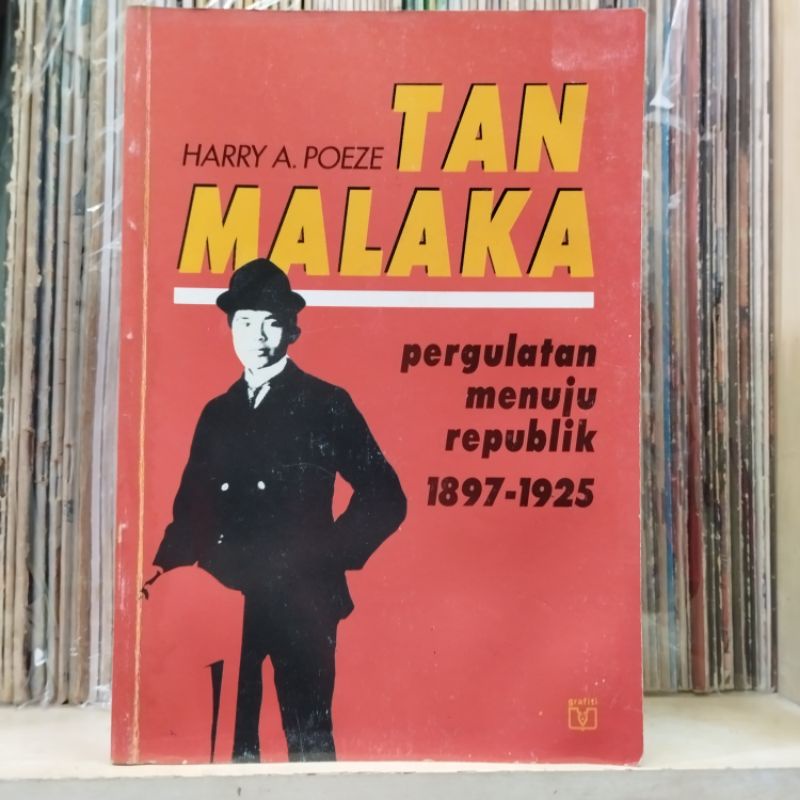 HARRY A. POEZE TAN
MALAKA
pergulatan
menuju
republik
1897-1925
grafiti